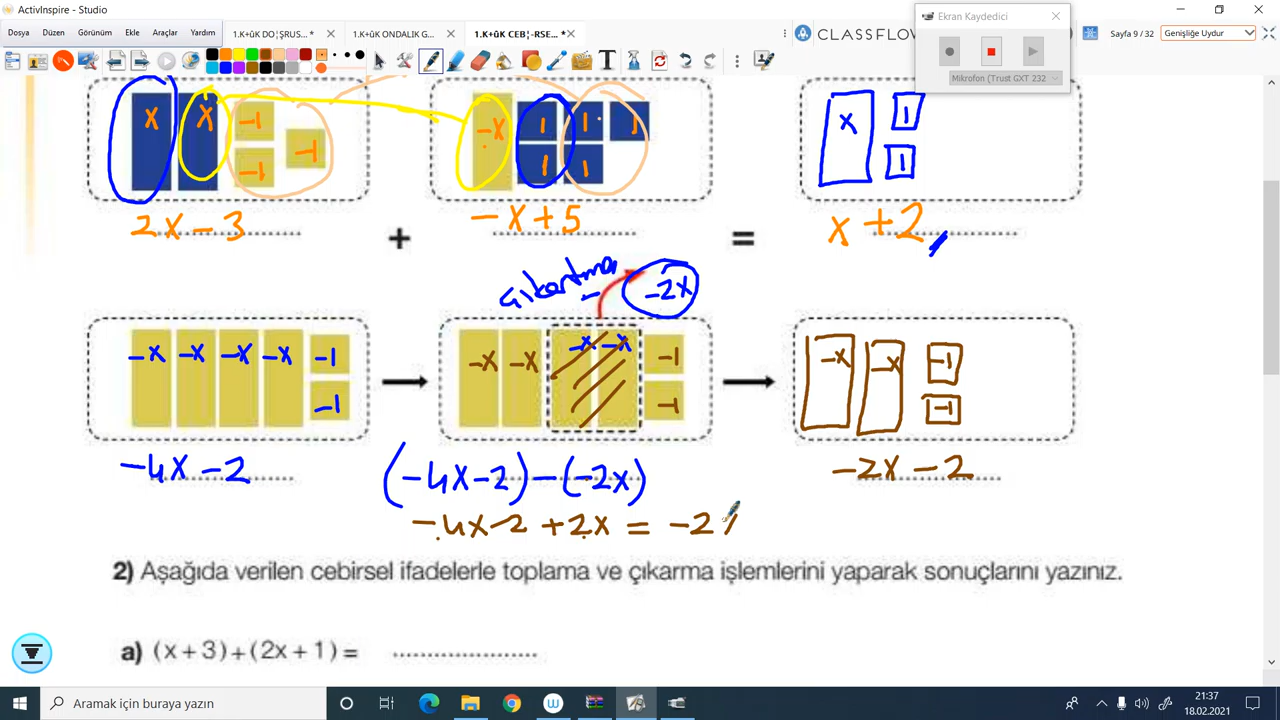 ActivInspire - Studio
Ekran Kaydedici
Dosya Düzen Görünüm Ekle Araçlar Yardım
1.K+ûK DO¦ŞRUS... *
1.K+ûK ONDALIK G...
1.K+ûK CEB¦-RSE... *
CLASSFLOW
Sayfa 9 / 32
Genişliğe Uydur
Mikrofon (Trust GXT 232
x x -1 -1 -1
-x 1 1 1 1 1
x 1 1
2x - 3 + -x + 5 = x + 2
çıkartma - -2x
-x -x -x -x -1 -1
-x -x -x -x -1 -1
-x -x -1 -1
-4x - 2
(-4x-2) - (-2x)
-2x - 2
-4x - 2 + 2x = -2
2) Aşağıda verilen cebirsel ifadelerle toplama ve çıkarma işlemlerini yaparak sonuçlarını yazınız.
a) (x + 3) + (2x + 1) = ....................
Aramak için buraya yazın
21:37
18.02.2021